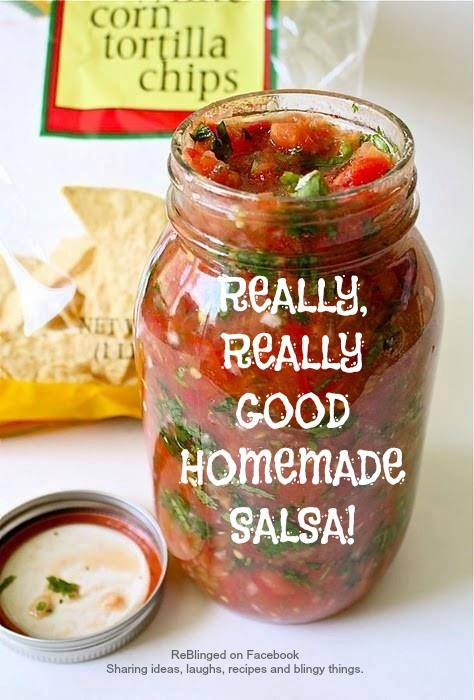 corn
tortilla
chips
REALLY,
REALLY
GOOD
HOMEMADE
SALSA!
ReBlinged on Facebook
Sharing ideas, laughs, recipes and blingy things.